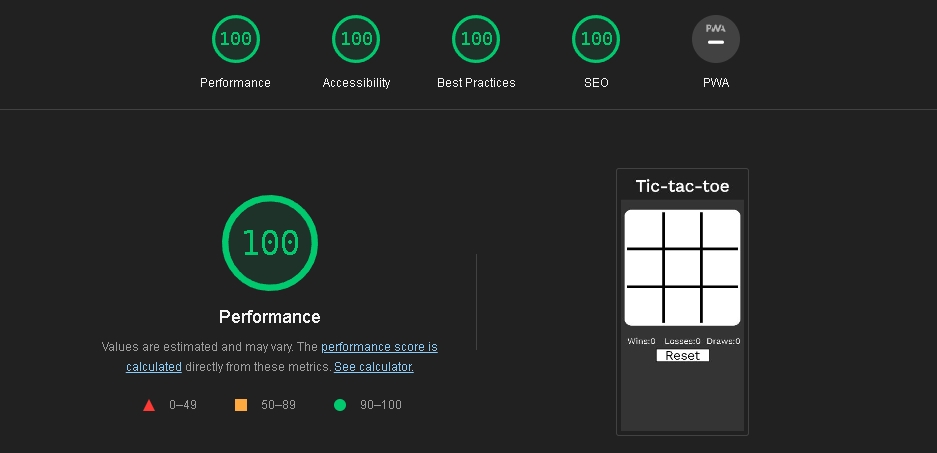 100 100 100 100 PWA
Performance Accessibility Best Practices SEO PWA
100
Performance
Values are estimated and may vary. The performance score is
calculated directly from these metrics. See calculator.
0–49 50–89 90–100
Tic-tac-toe
Wins:0 Losses:0 Draws:0
Reset